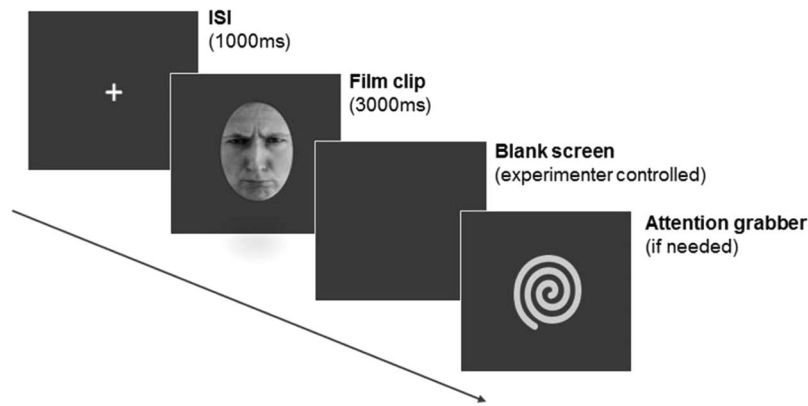 ISI
(1000ms)
Film clip
(3000ms)
Blank screen
(experimenter controlled)
Attention grabber
(if needed)